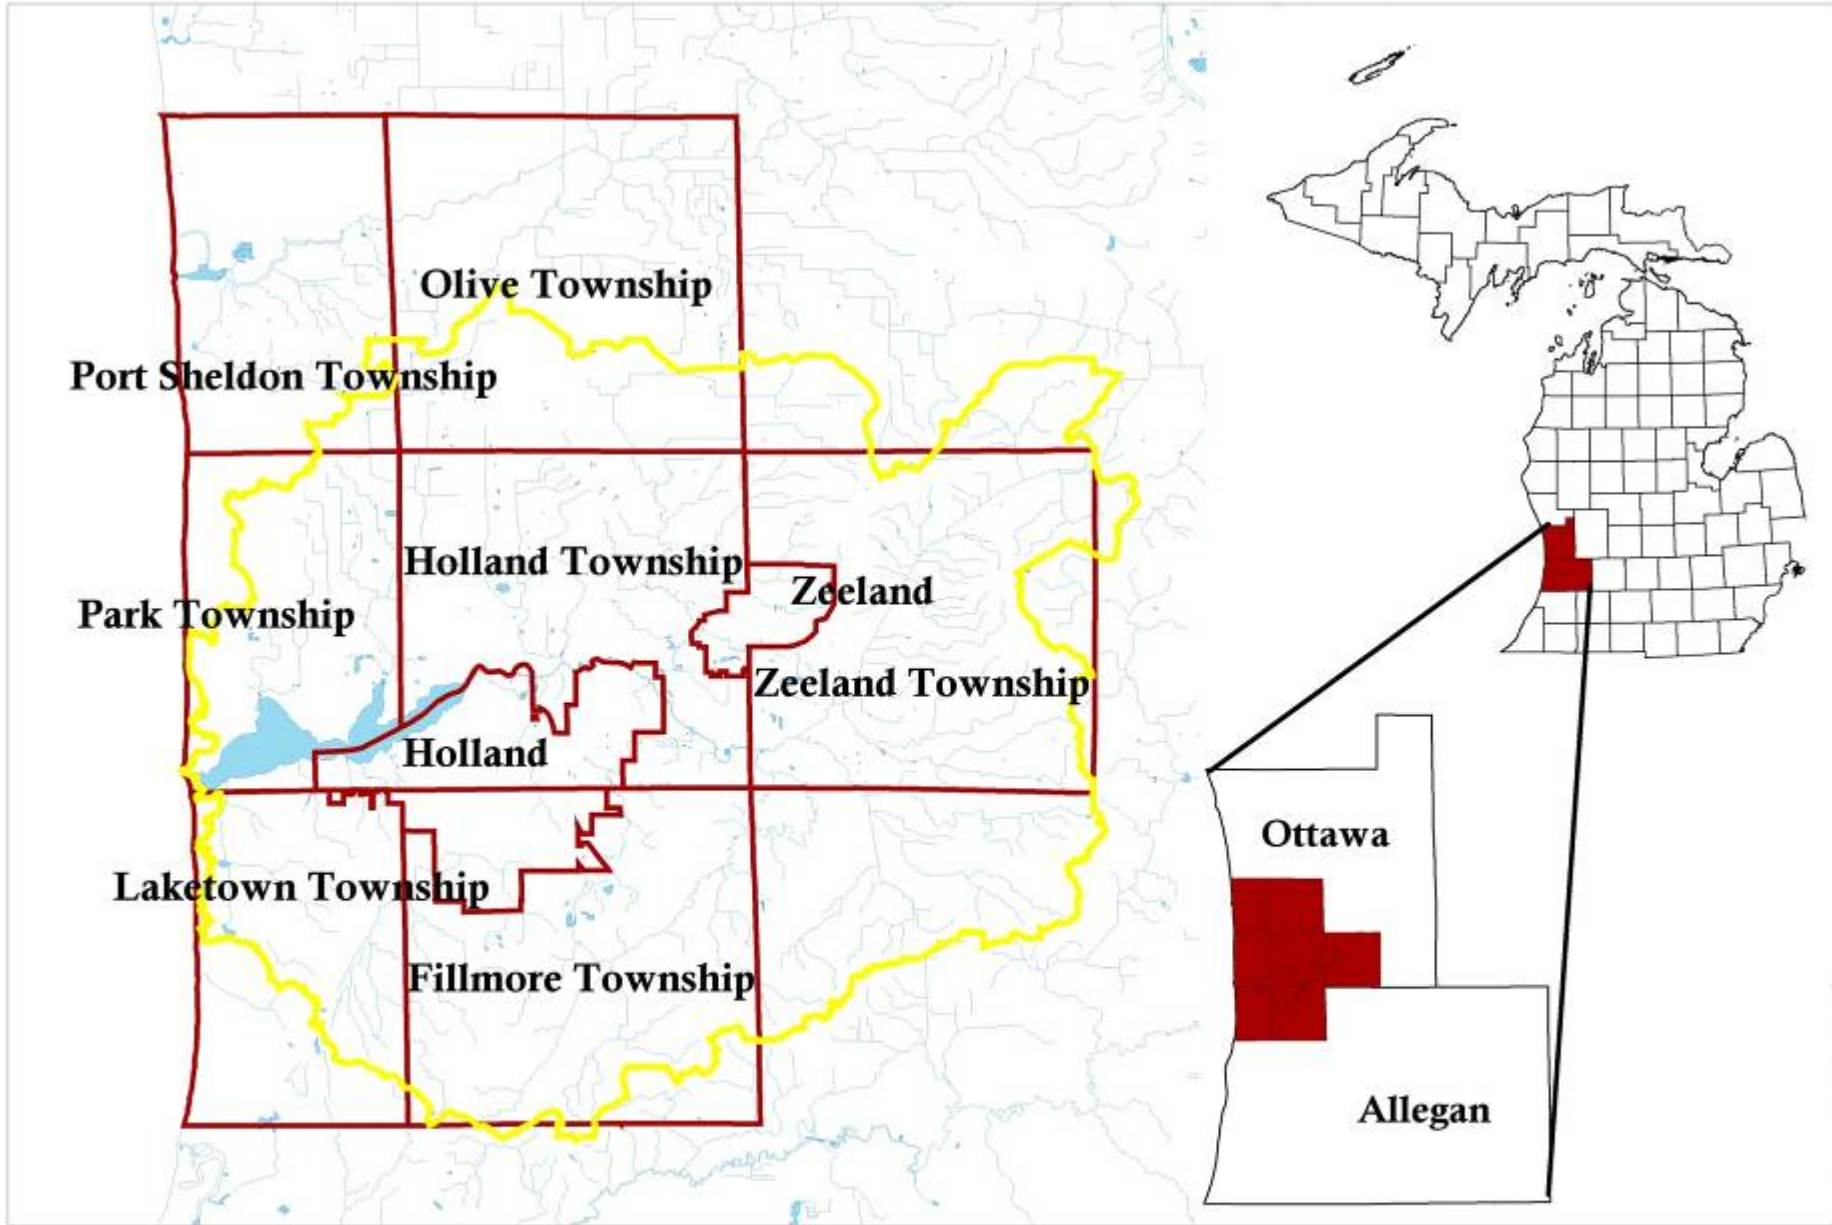 Olive Township
Port Sheldon Township
Holland Township
Zeeland
Park Township
Zeeland Township
Holland
Laketown Township
Fillmore Township
Ottawa
Allegan